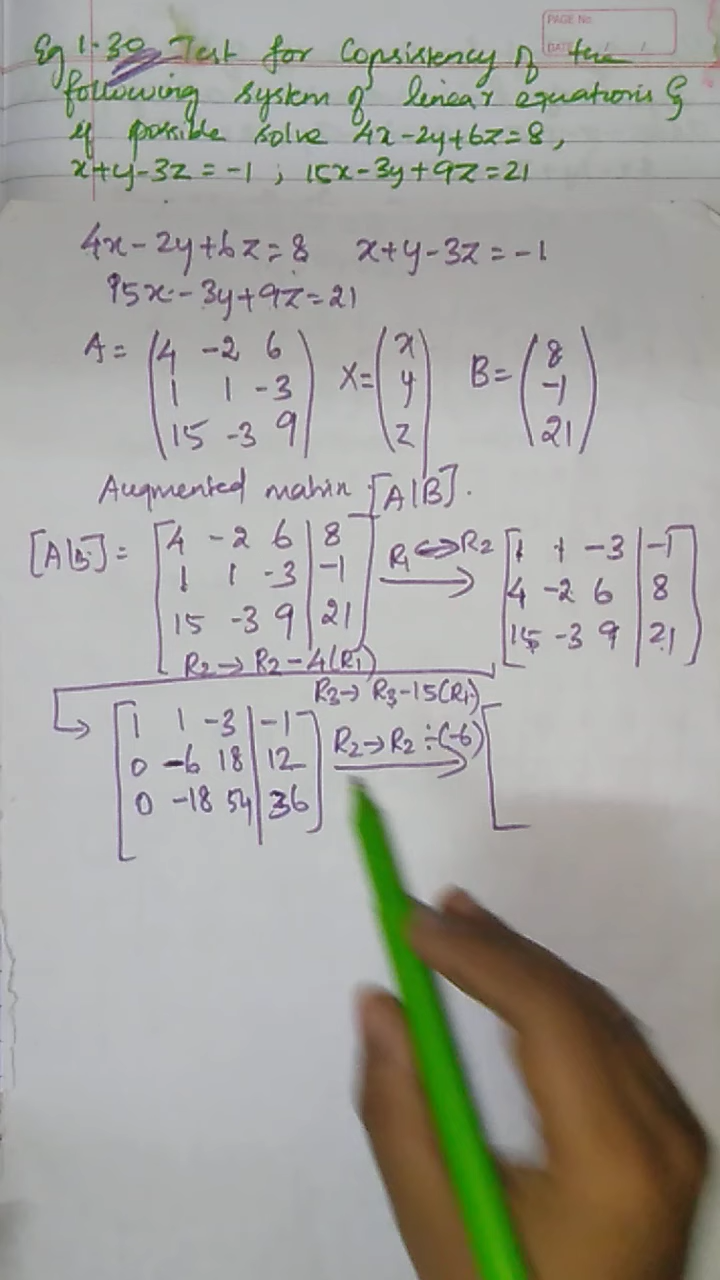 PAGE No.
DATE
Eg 1.30 Test for Consistency of the
following system of linear equations &
if possible solve 4x-2y+6z=8,
x+y-3z=-1; 15x-3y+9z=21
4x-2y+6z=8 x+y-3z=-1
15x-3y+9z=21
A= (4 -2 6 X= (x B= (8
1 1 -3 y -1
15 -3 9) z) 21)
Augmented matrix [A|B].
[A|B]= [4 -2 6 | 8 R1⇔R2 [1 1 -3 | -1
1 1 -3 | -1 → 4 -2 6 | 8
15 -3 9 | 21] 15 -3 9 | 21]
R2→R2-4(R1)
R3→R3-15(R1)
[1 1 -3 | -1 R2→R2÷(-6) [
0 -6 18 | 12 →
0 -18 54 | 36]